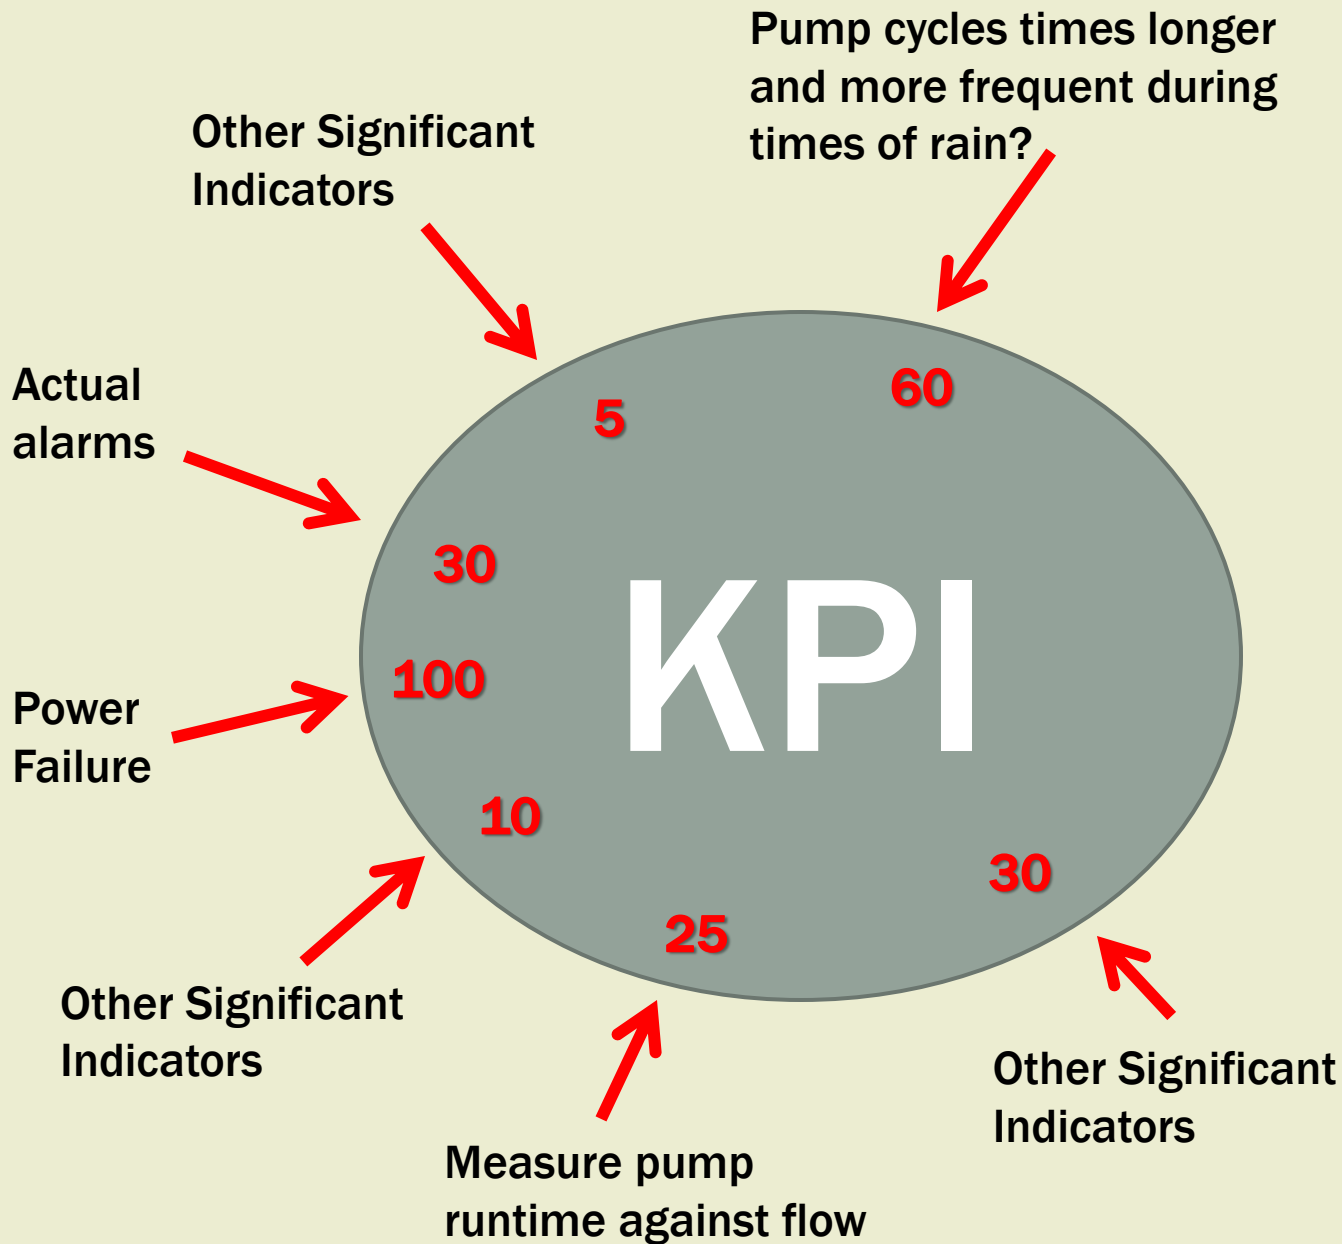 Pump cycles times longer
and more frequent during
times of rain?
Other Significant
Indicators
Actual
alarms
5
60
30
KPI
100
Power
Failure
10
30
25
Other Significant
Indicators
Other Significant
Indicators
Measure pump
runtime against flow